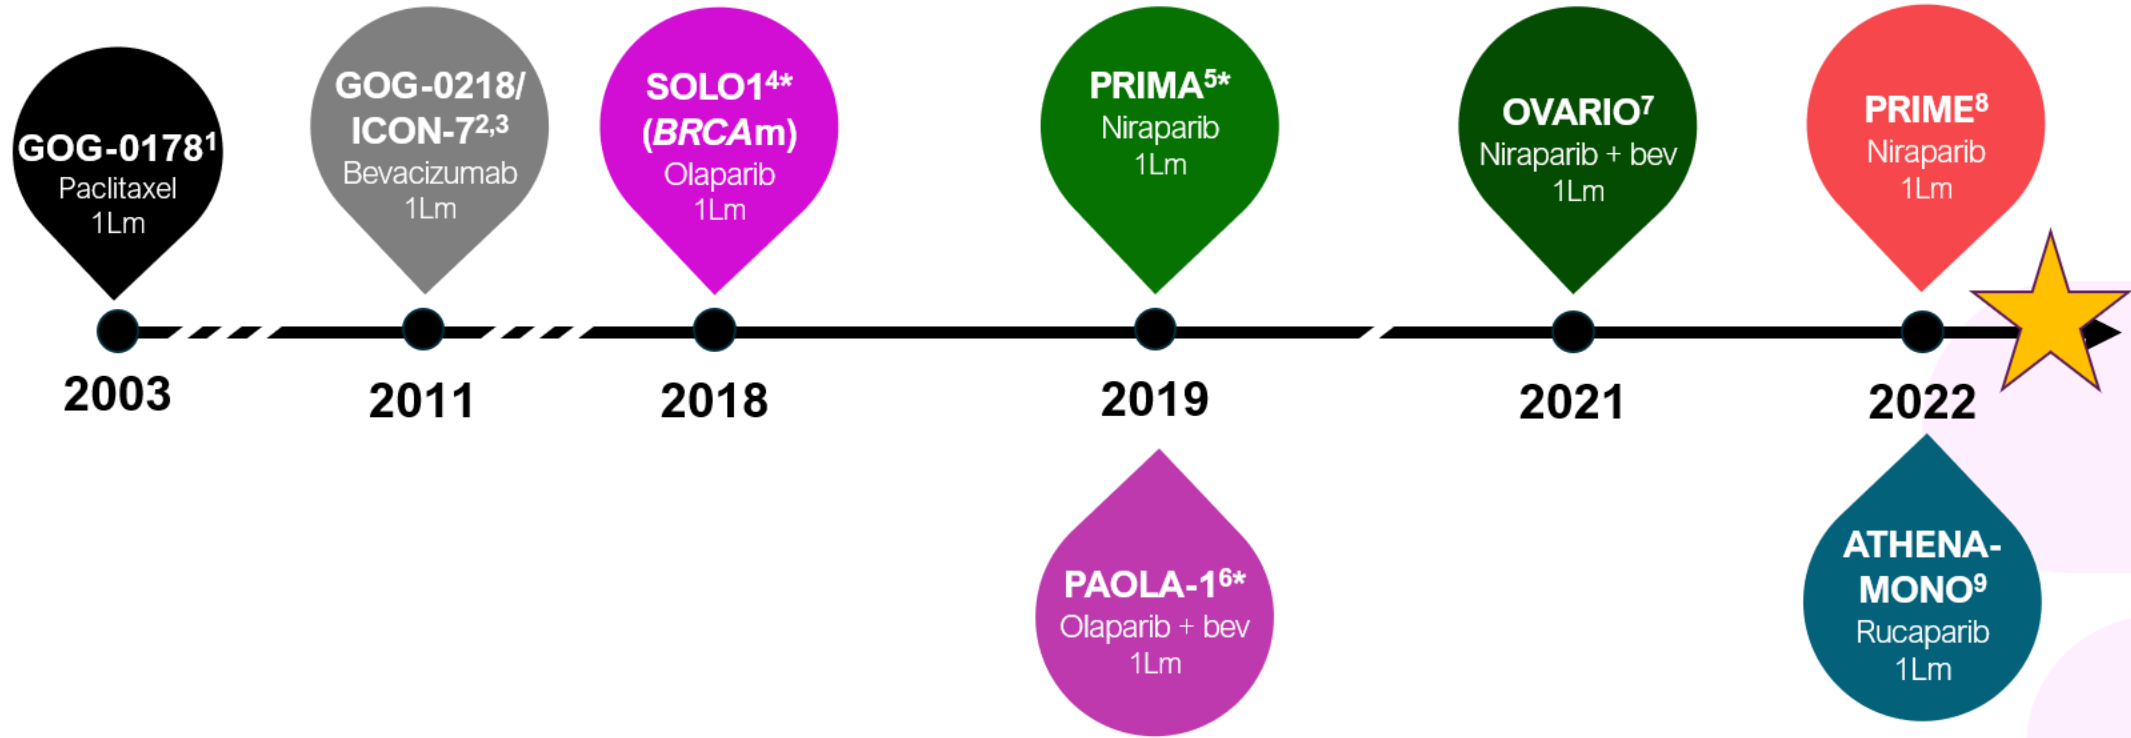 GOG-0178¹
Paclitaxel
1Lm
GOG-0218/
ICON-7²,³
Bevacizumab
1Lm
SOLO1⁴*
(BRCAm)
Olaparib
1Lm
PRIMA⁵*
Niraparib
1Lm
OVARIO⁷
Niraparib + bev
1Lm
PRIME⁸
Niraparib
1Lm
2003
2011
2018
2019
2021
2022
PAOLA-1⁶*
Olaparib + bev
1Lm
ATHENA-
MONO⁹
Rucaparib
1Lm